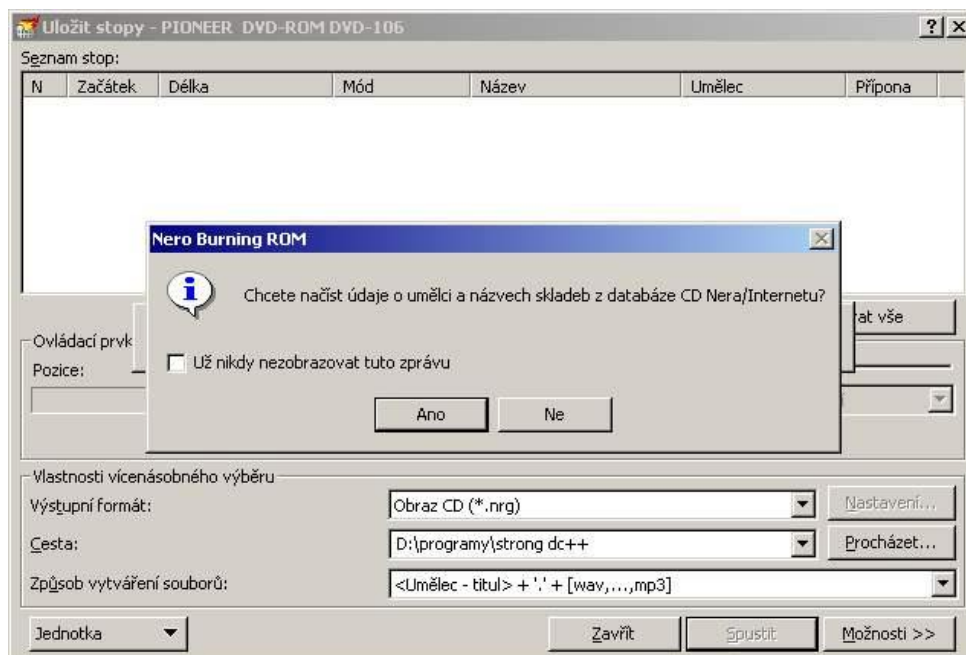 Uložit stopy - PIONEER DVD-ROM DVD-106
Seznam stop:
N Začátek Délka Mód Název Umělec Přípona
Nero Burning ROM
Chcete načíst údaje o umělci a názvech skladeb z databáze CD Nera/Internetu?
Už nikdy nezobrazovat tuto zprávu
Ano Ne
vše
Ovládací
Pozice:
Vlastnosti vícenásobného výběru
Výstupní formát: Obraz CD (*.nrg) Nastavení...
Cesta: D:\programy\strong dc++ Procházet...
Způsob vytváření souborů: <Umělec - titul> + '.' + [wav,...,mp3]
Jednotka Zavřít Spustit Možnosti >>